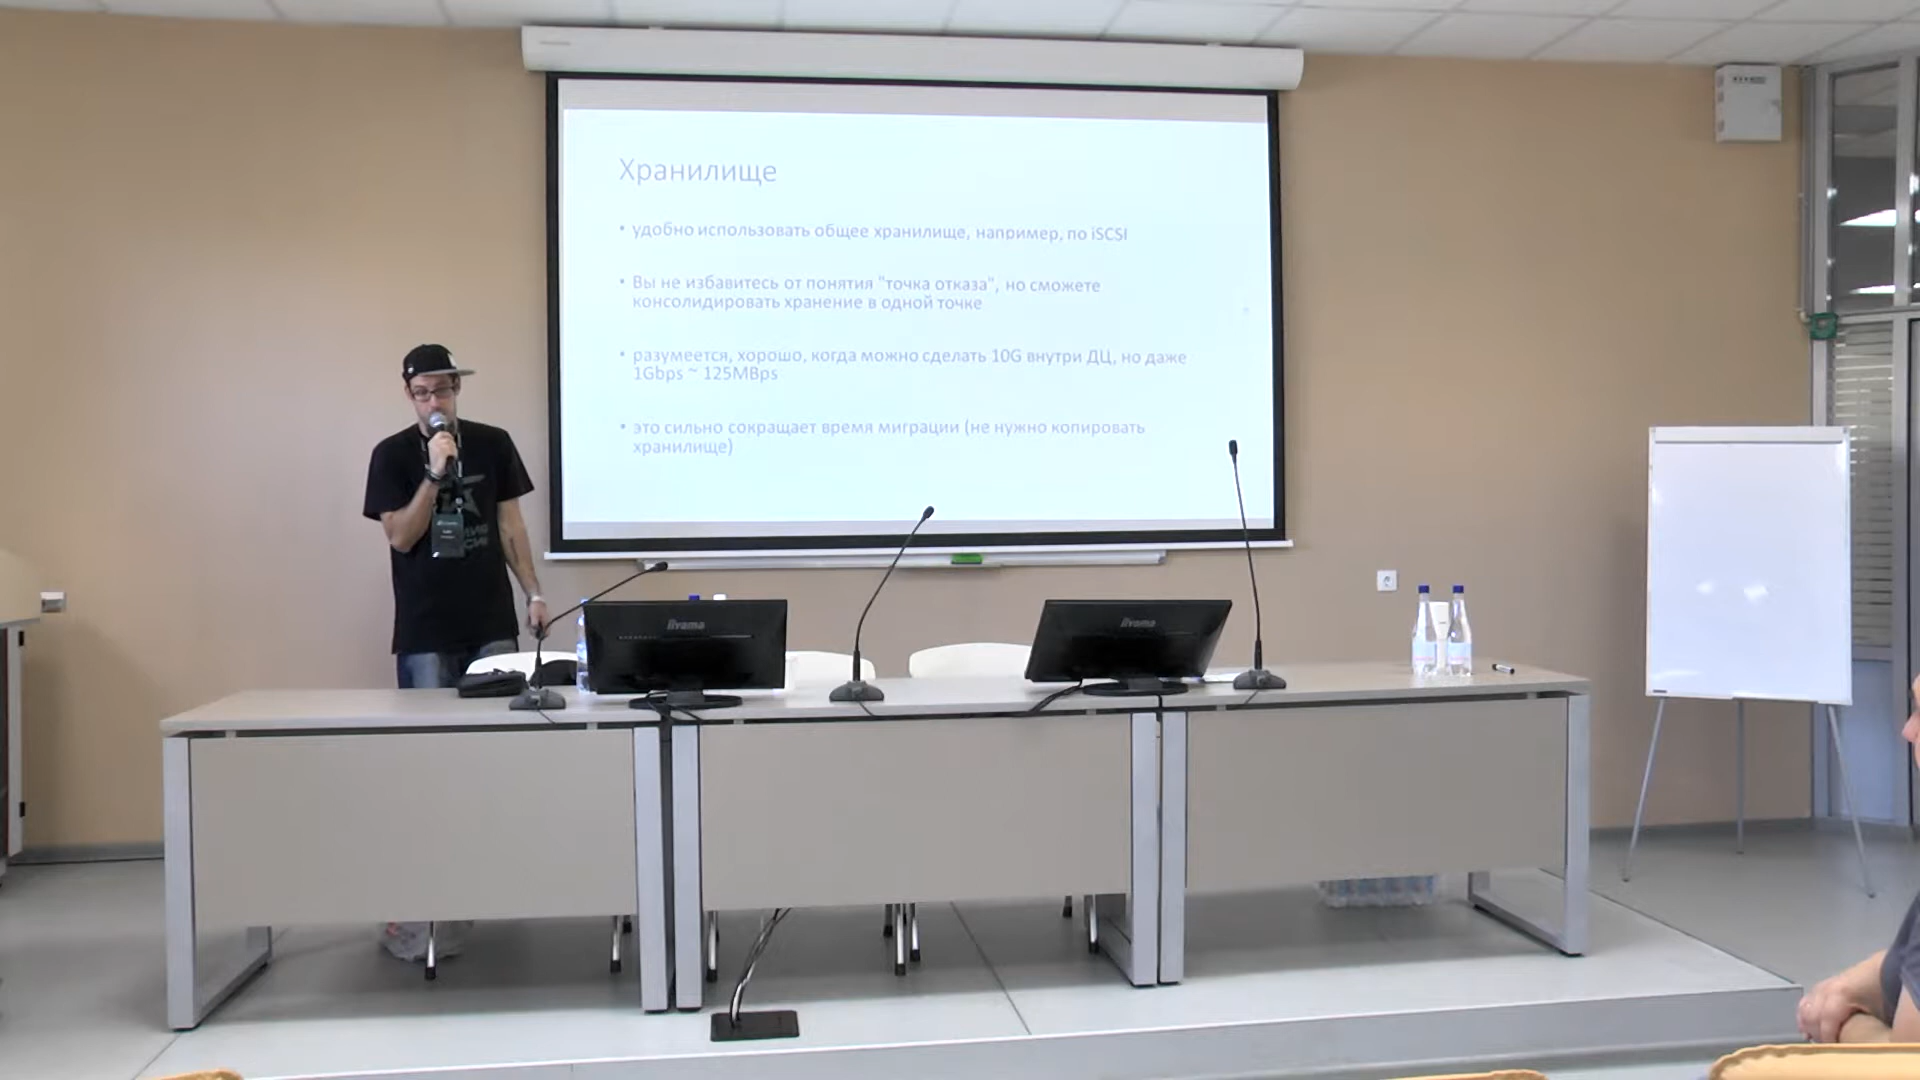 Хранилище
• удобно использовать общее хранилище, например, по iSCSI
• Вы не избавитесь от понятия "точка отказа", но сможете
консолидировать хранение в одной точке
• разумеется, хорошо, когда можно сделать 10G внутри ДЦ, но даже
1Gbps ~ 125MBps
• это сильно сокращает время миграции (не нужно копировать
хранилище)
iiyama
iiyama